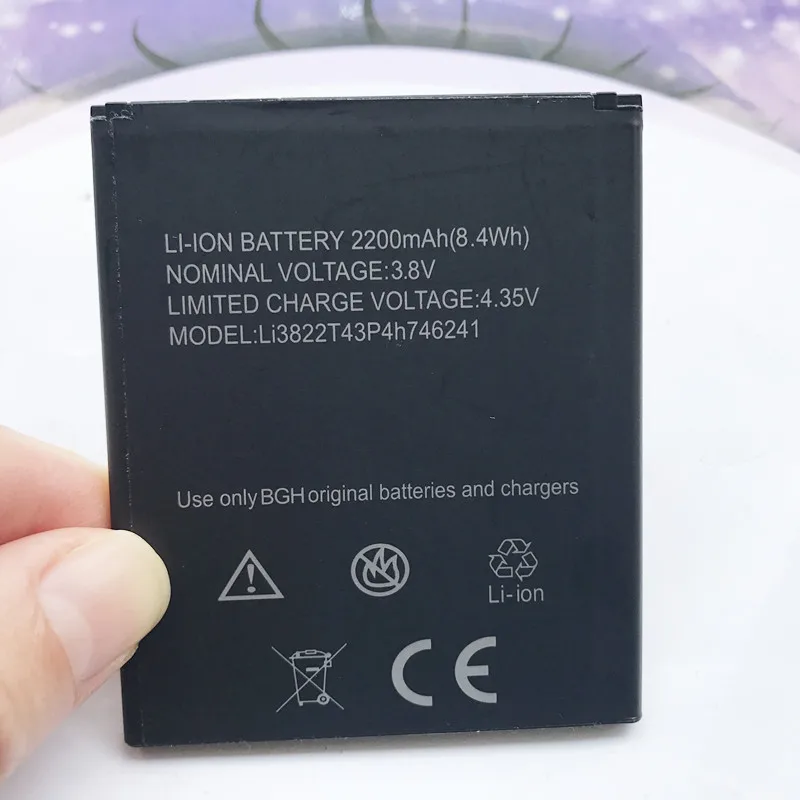 LI-ION BATTERY 2200mAh(8.4Wh)
NOMINAL VOLTAGE:3.8V
LIMITED CHARGE VOLTAGE:4.35V
MODEL:Li3822T43P4h746241
Use only BGH original batteries and chargers
Li-ion
CE